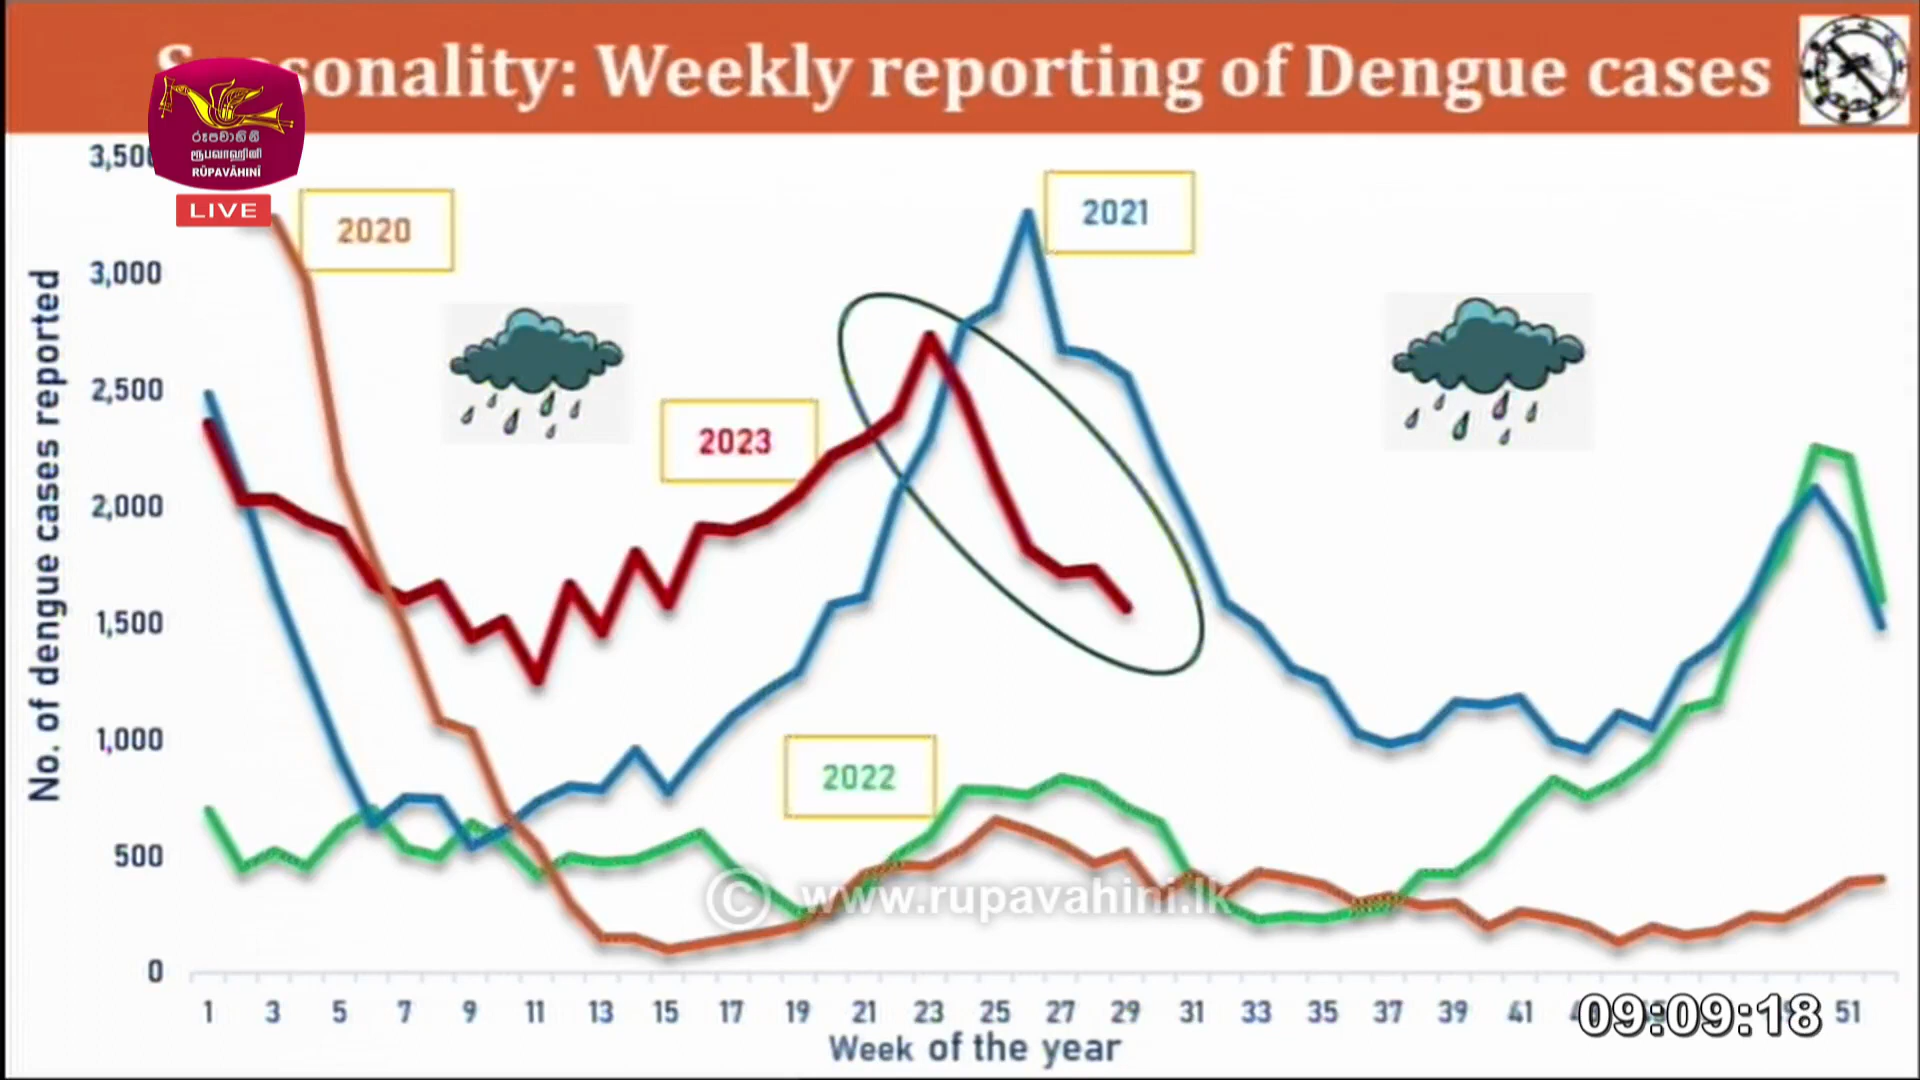 Seasonality: Weekly reporting of Dengue cases
රූපවාහිනී
ரூபவாஹினி
RŪPAVĀHINĪ
LIVE
2020
2021
2023
2022
No. of dengue cases reported
3,500
3,000
2,500
2,000
1,500
1,000
500
0
© www.rupavahini.lk
1 3 5 7 9 11 13 15 17 19 21 23 25 27 29 31 33 35 37 39 41 51
09:09:18
Week of the year